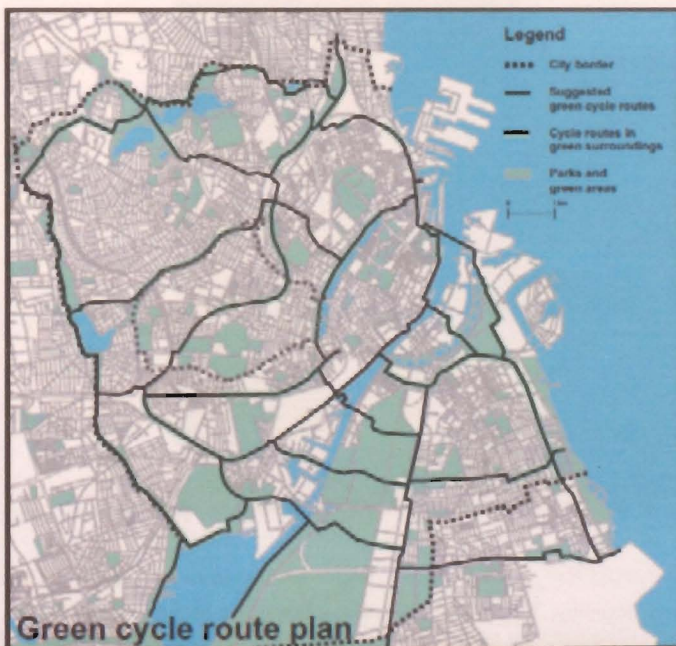 Legend
City border
Suggested
green cycle routes
Cycle routes in
green surroundings
Parks and
green areas
Green cycle route plan